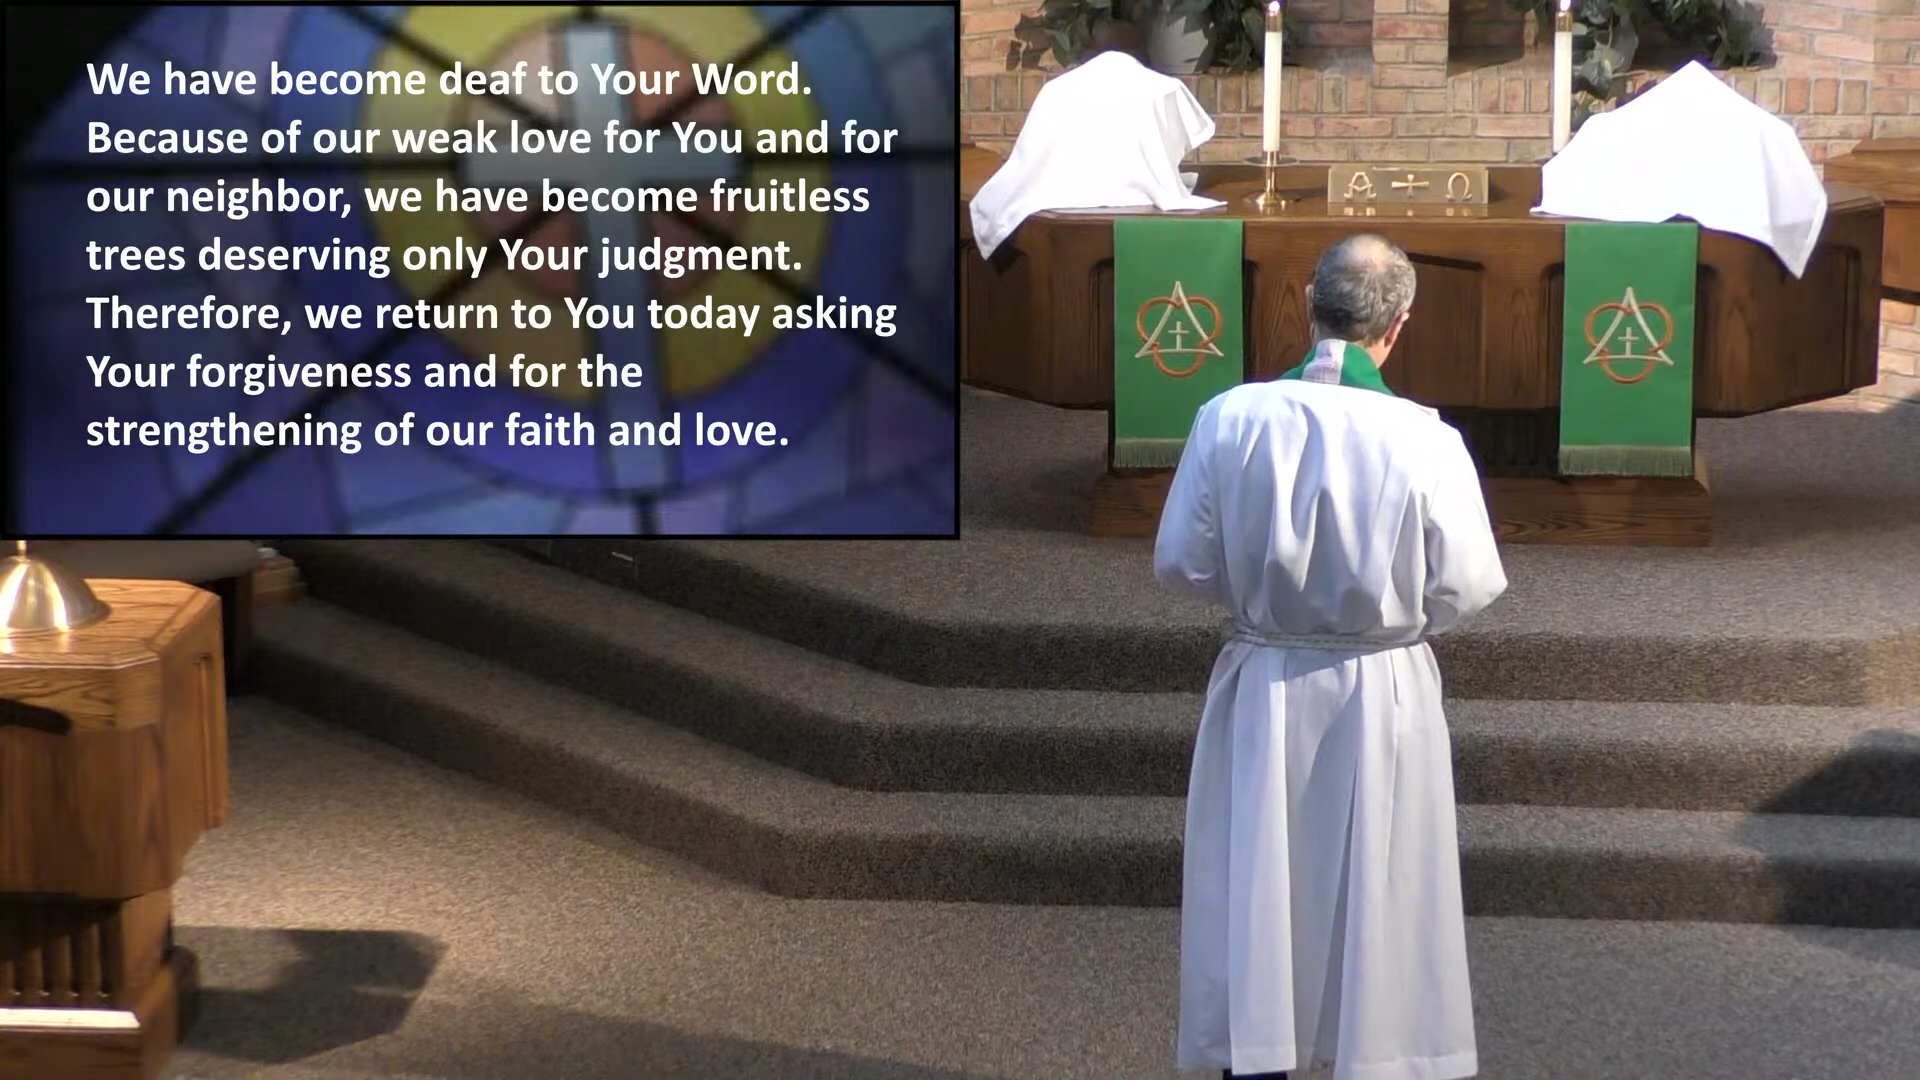 We have become deaf to Your Word.
Because of our weak love for You and for
our neighbor, we have become fruitless
trees deserving only Your judgment.
Therefore, we return to You today asking
Your forgiveness and for the
strengthening of our faith and love.
Α Ω